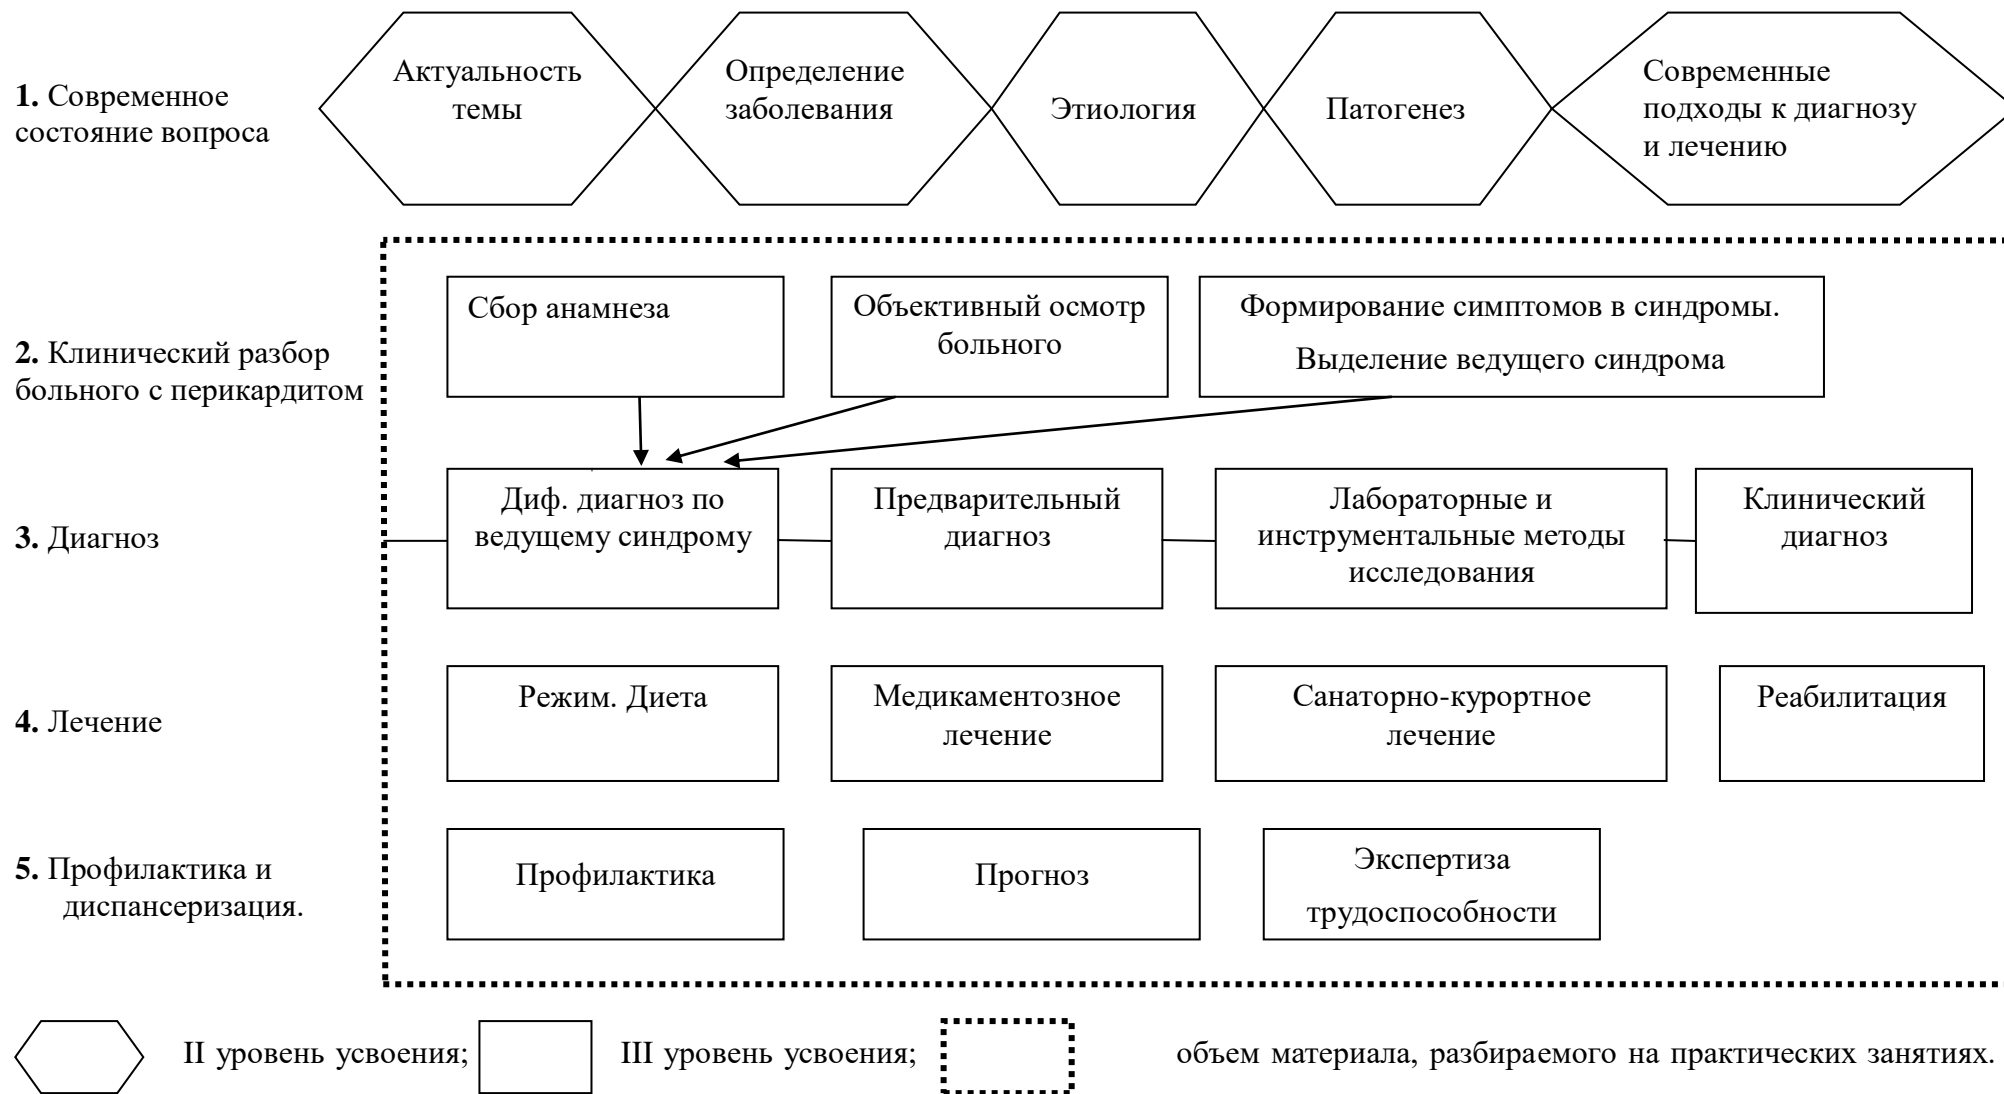 1. Современное
состояние вопроса
Актуальность
темы
Определение
заболевания
Этиология
Патогенез
Современные
подходы к диагнозу
и лечению
2. Клинический разбор
больного с перикардитом
Сбор анамнеза
Объективный осмотр
больного
Формирование симптомов в синдромы.
Выделение ведущего синдрома
3. Диагноз
Диф. диагноз по
ведущему синдрому
Предварительный
диагноз
Лабораторные и
инструментальные методы
исследования
Клинический
диагноз
4. Лечение
Режим. Диета
Медикаментозное
лечение
Санаторно-курортное
лечение
Реабилитация
5. Профилактика и
диспансеризация.
Профилактика
Прогноз
Экспертиза
трудоспособности
II уровень усвоения;
III уровень усвоения;
объем материала, разбираемого на практических занятиях.